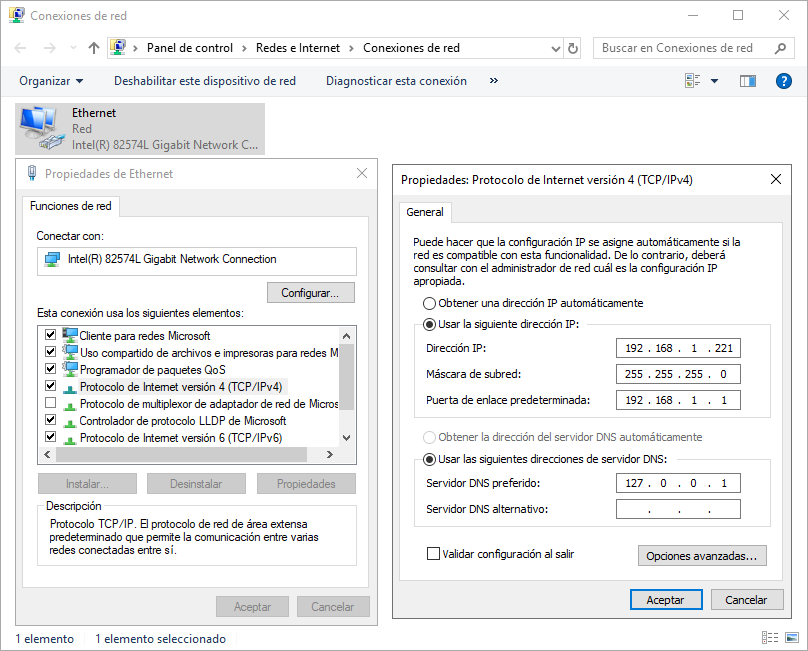 Conexiones de red
Panel de control > Redes e Internet > Conexiones de red
Buscar en Conexiones de red
Organizar
Deshabilitar este dispositivo de red
Diagnosticar esta conexión
»
?
Ethernet
Red
Intel(R) 82574L Gigabit Network C...
Propiedades de Ethernet
Funciones de red
Conectar con:
Intel(R) 82574L Gigabit Network Connection
Configurar...
Esta conexión usa los siguientes elementos:
Cliente para redes Microsoft
Uso compartido de archivos e impresoras para redes M
Programador de paquetes QoS
Protocolo de Internet versión 4 (TCP/IPv4)
Protocolo de multiplexor de adaptador de red de Micros
Controlador de protocolo LLDP de Microsoft
Protocolo de Internet versión 6 (TCP/IPv6)
Instalar...
Desinstalar
Propiedades
Descripción
Protocolo TCP/IP. El protocolo de red de área extensa
predeterminado que permite la comunicación entre varias
redes conectadas entre sí.
Aceptar
Cancelar
Propiedades: Protocolo de Internet versión 4 (TCP/IPv4)
General
Puede hacer que la configuración IP se asigne automáticamente si la
red es compatible con esta funcionalidad. De lo contrario, deberá
consultar con el administrador de red cuál es la configuración IP
apropiada.
Obtener una dirección IP automáticamente
Usar la siguiente dirección IP:
Dirección IP: 192 . 168 . 1 . 221
Máscara de subred: 255 . 255 . 255 . 0
Puerta de enlace predeterminada: 192 . 168 . 1 . 1
Obtener la dirección del servidor DNS automáticamente
Usar las siguientes direcciones de servidor DNS:
Servidor DNS preferido: 127 . 0 . 0 . 1
Servidor DNS alternativo: . . .
Validar configuración al salir
Opciones avanzadas...
Aceptar
Cancelar
1 elemento
1 elemento seleccionado